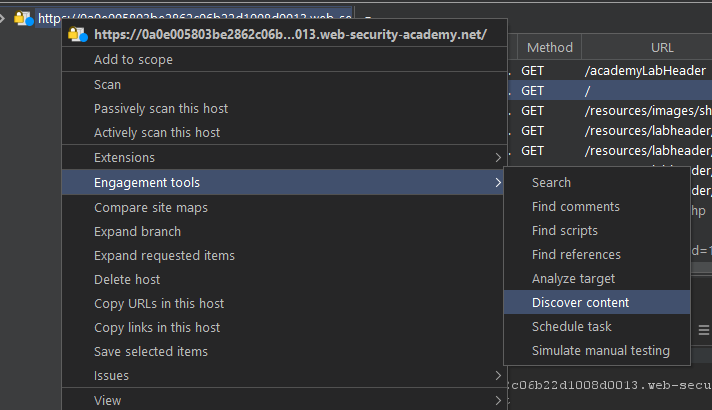 https://0a0e005803be2862c06b22d1008d0013.web-se
https://0a0e005803be2862c06b...013.web-security-academy.net/
Add to scope
Scan
Passively scan this host
Actively scan this host
Extensions
Engagement tools
Compare site maps
Expand branch
Expand requested items
Delete host
Copy URLs in this host
Copy links in this host
Save selected items
Issues
View
Method URL
GET /academyLabHeader
GET /
GET /resources/images/sh
GET /resources/labheader/
GET /resources/labheader/
Search
Find comments
Find scripts
Find references
Analyze target
Discover content
Schedule task
Simulate manual testing
hp
d=1
2c06b22d1008d0013.web-secu